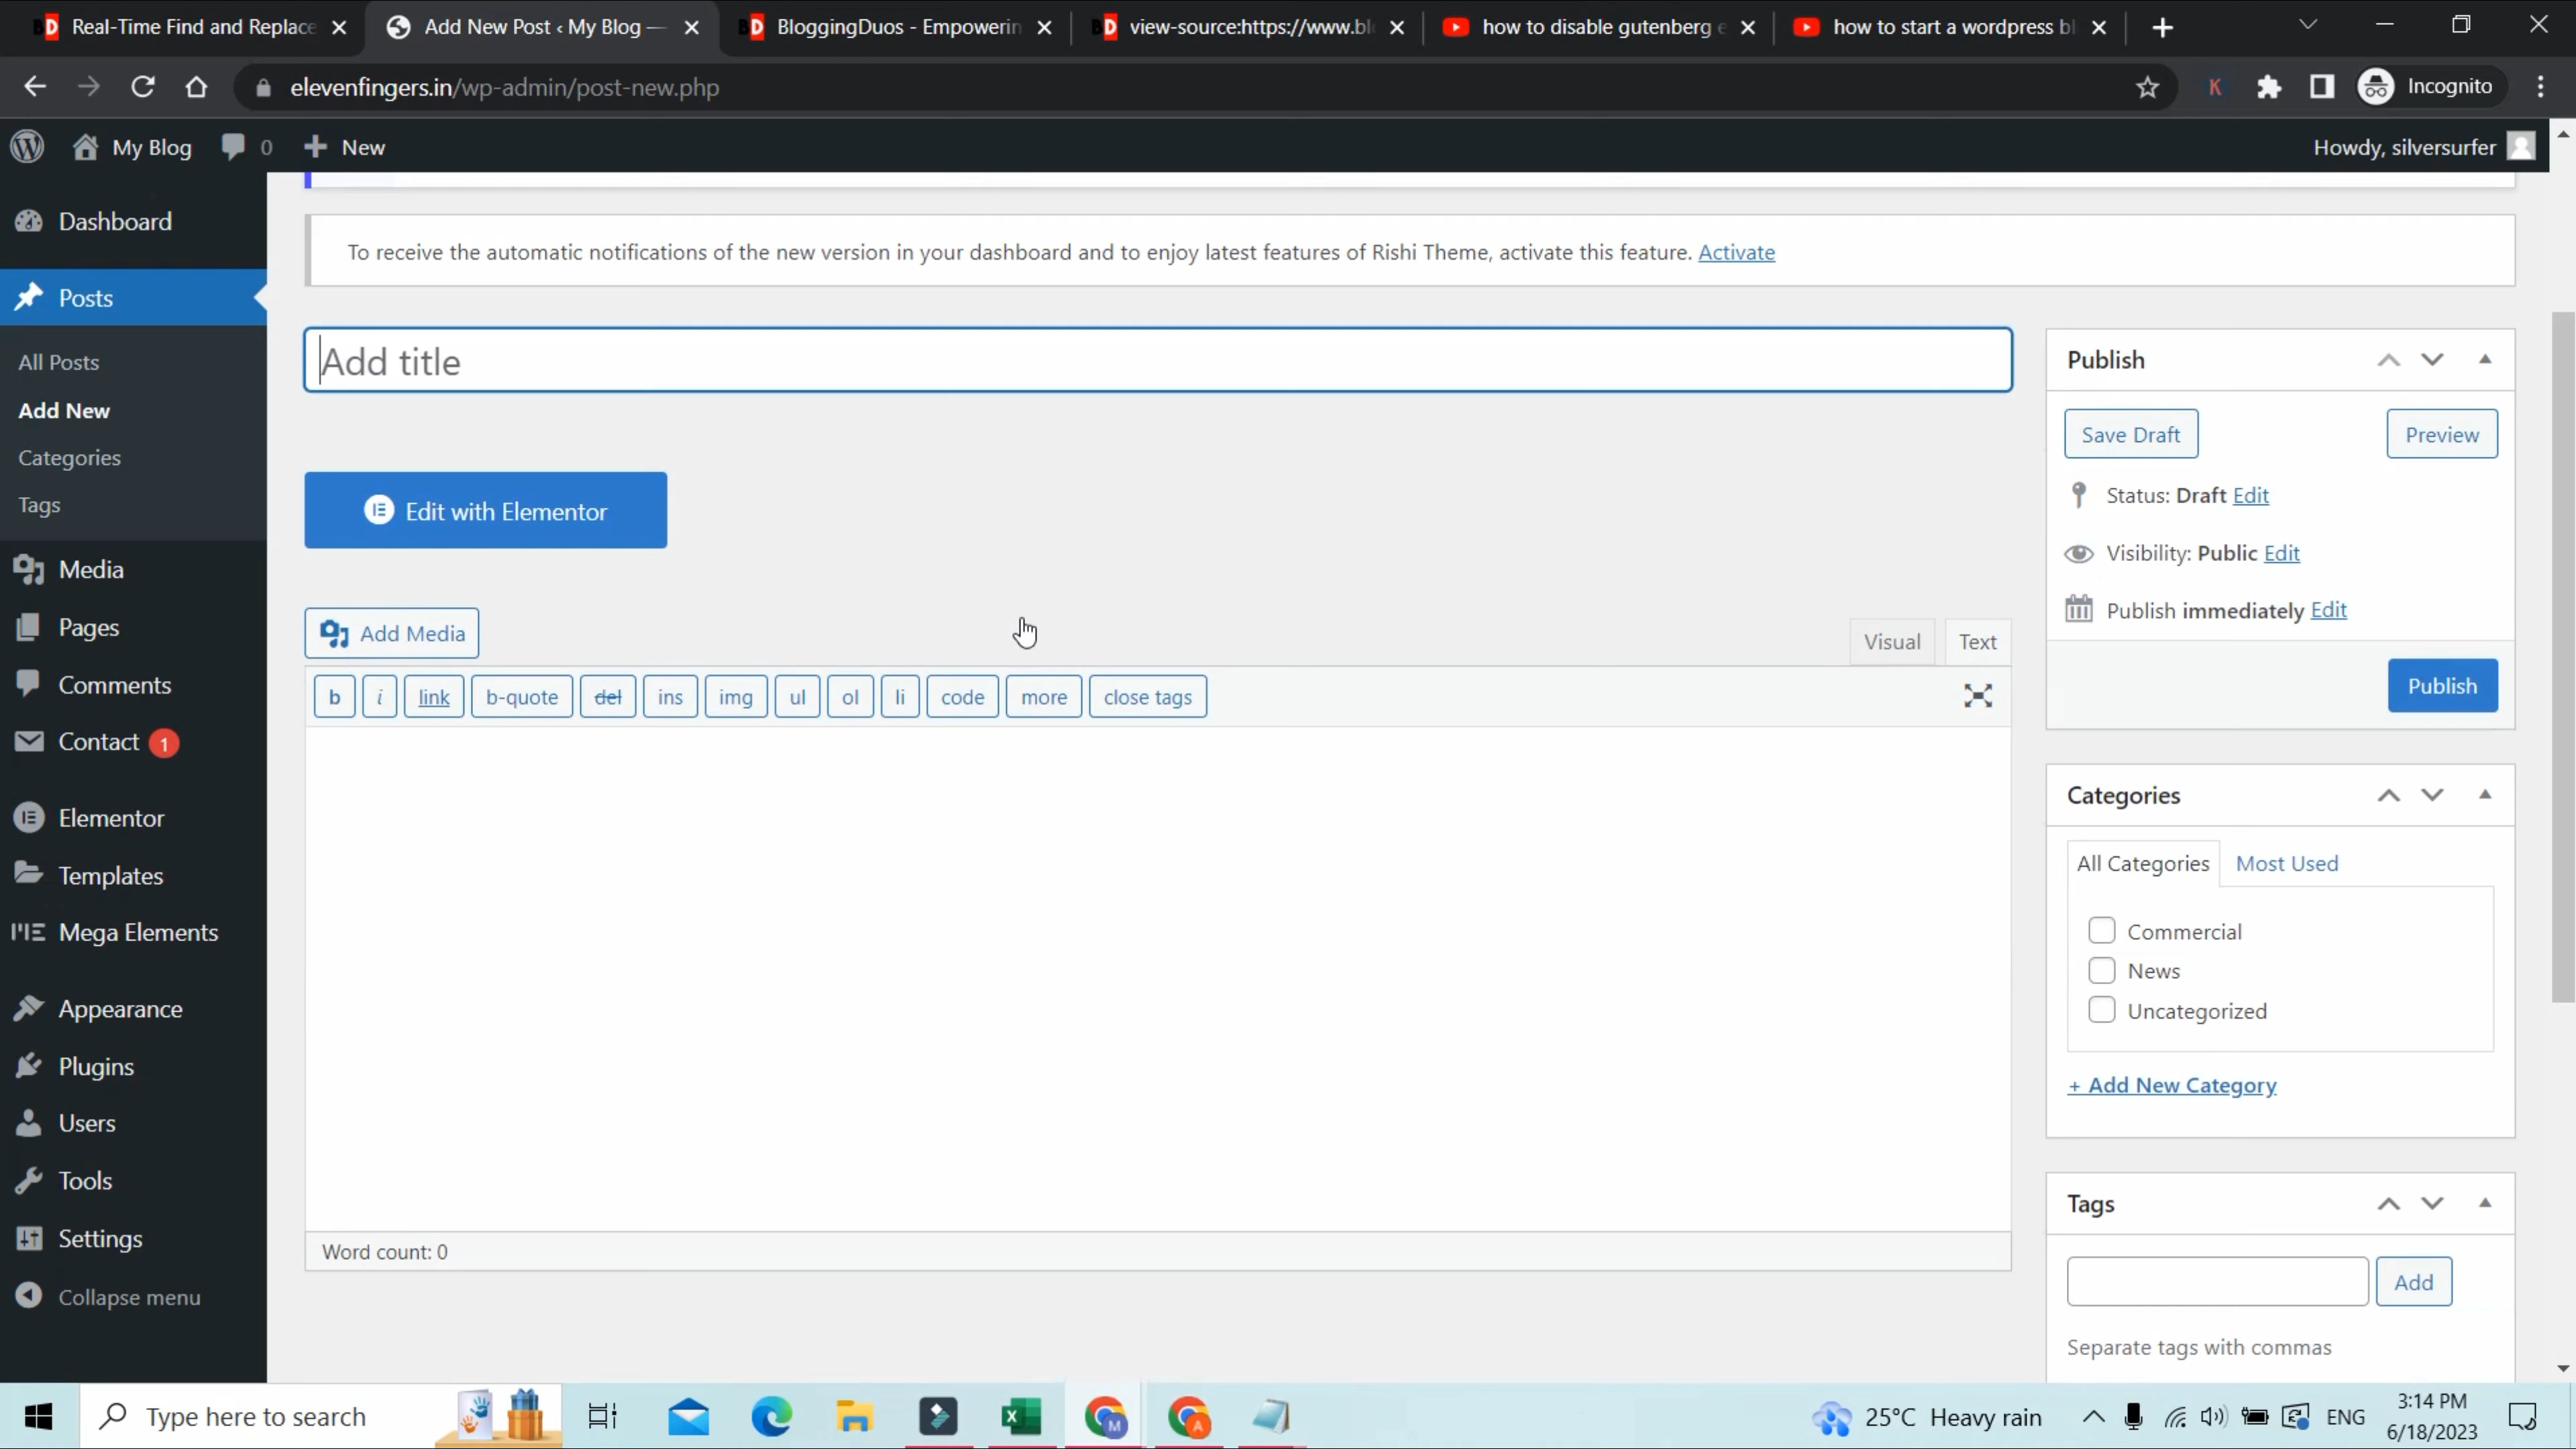 Real-Time Find and Replace
Add New Post ‹ My Blog —
BloggingDuos - Empowerin
view-source:https://www.bl
how to disable gutenberg e
how to start a wordpress bl
elevenfingers.in/wp-admin/post-new.php
K
Incognito
My Blog
0
New
Howdy, silversurfer
Dashboard
Posts
All Posts
Add New
Categories
Tags
Media
Pages
Comments
Contact 1
Elementor
Templates
Mega Elements
Appearance
Plugins
Users
Tools
Settings
Collapse menu
To receive the automatic notifications of the new version in your dashboard and to enjoy latest features of Rishi Theme, activate this feature. Activate
Add title
Edit with Elementor
Add Media
Visual
Text
b
i
link
b-quote
del
ins
img
ul
ol
li
code
more
close tags
Word count: 0
Publish
Save Draft
Preview
Status: Draft Edit
Visibility: Public Edit
Publish immediately Edit
Publish
Categories
All Categories
Most Used
Commercial
News
Uncategorized
+ Add New Category
Tags
Add
Separate tags with commas
Type here to search
25°C Heavy rain
ENG
3:14 PM
6/18/2023